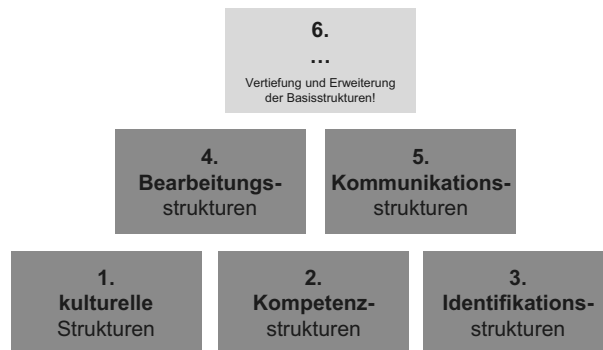 6.
...
Vertiefung und Erweiterung
der Basisstrukturen!
4.
Bearbeitungs-
strukturen
5.
Kommunikations-
strukturen
1.
kulturelle
Strukturen
2.
Kompetenz-
strukturen
3.
Identifikations-
strukturen